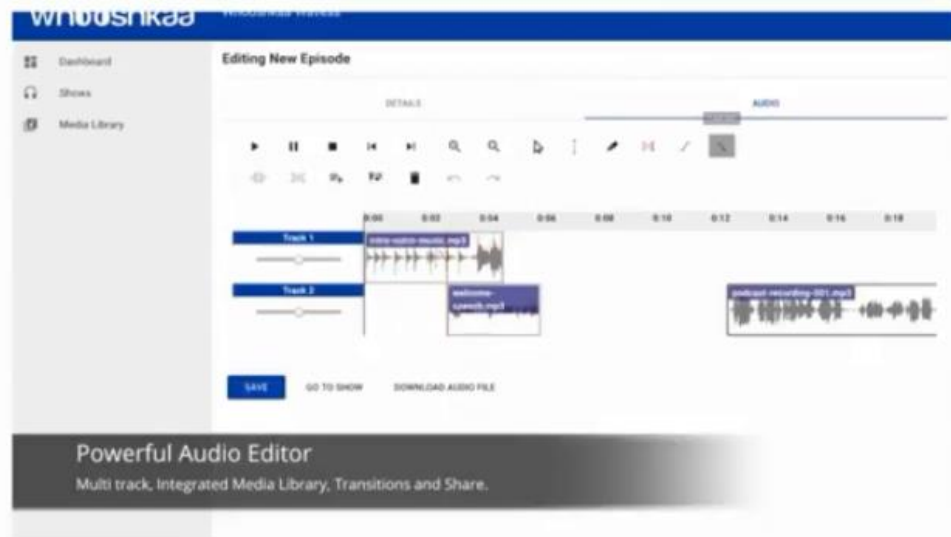 whooshkaa
Whooshkaa Waveas
Editing New Episode
Dashboard
Shows
Media Library
DETAILS
AUDIO
0:00 0:02 0:04 0:06 0:08 0:10 0:12 0:14 0:16 0:18
Track 1
intro-outro-music.mp3
Track 2
welcome-
speech.mp3
podcast-recording-001.mp3
SAVE GO TO SHOW DOWNLOAD AUDIO FILE
Powerful Audio Editor
Multi track, Integrated Media Library, Transitions and Share.